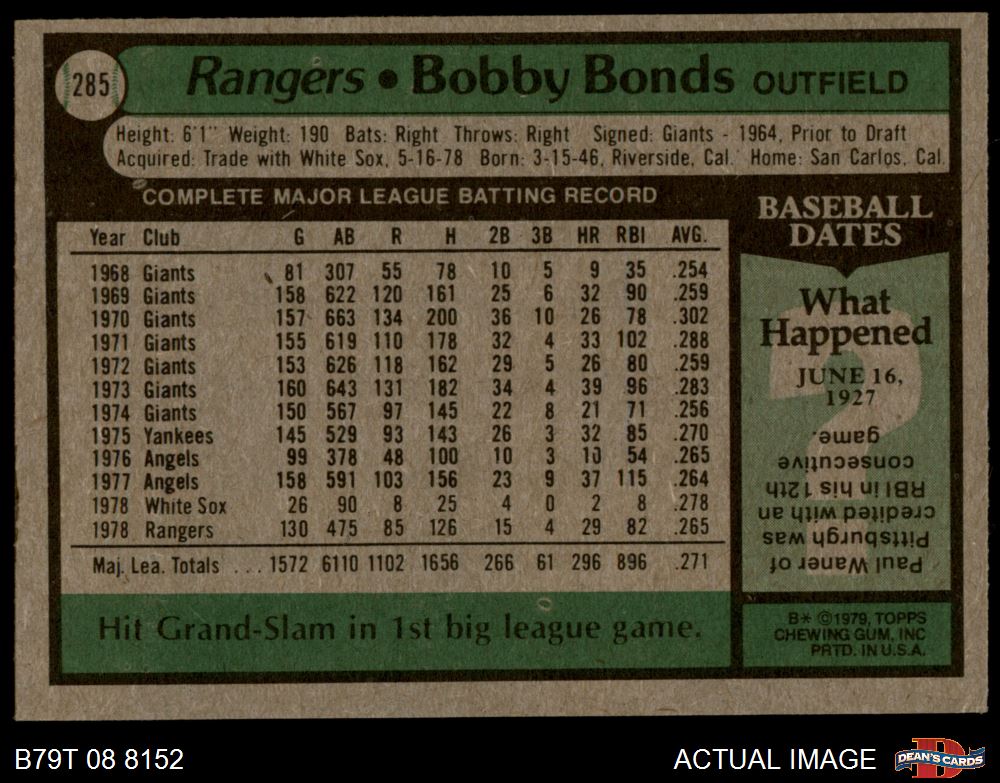 285
Rangers • Bobby Bonds OUTFIELD
Height: 6'1" Weight: 190 Bats: Right Throws: Right Signed: Giants - 1964, Prior to Draft
Acquired: Trade with White Sox, 5-16-78 Born: 3-15-46, Riverside, Cal. Home: San Carlos, Cal.
COMPLETE MAJOR LEAGUE BATTING RECORD
Year Club G AB R H 2B 3B HR RBI AVG.
1968 Giants 81 307 55 78 10 5 9 35 .254
1969 Giants 158 622 120 161 25 6 32 90 .259
1970 Giants 157 663 134 200 36 10 26 78 .302
1971 Giants 155 619 110 178 32 4 33 102 .288
1972 Giants 153 626 118 162 29 5 26 80 .259
1973 Giants 160 643 131 182 34 4 39 96 .283
1974 Giants 150 567 97 145 22 8 21 71 .256
1975 Yankees 145 529 93 143 26 3 32 85 .270
1976 Angels 99 378 48 100 10 3 10 54 .265
1977 Angels 158 591 103 156 23 9 37 115 .264
1978 White Sox 26 90 8 25 4 0 2 8 .278
1978 Rangers 130 475 85 126 15 4 29 82 .265
Maj. Lea. Totals ... 1572 6110 1102 1656 266 61 296 896 .271
Hit Grand-Slam in 1st big league game.
BASEBALL
DATES
What
Happened
JUNE 16,
1927
Paul Waner of
Pittsburgh was
credited with an
RBI in his 12th
consecutive
game.
B* ©1979, TOPPS
CHEWING GUM, INC
PRTD. IN U.S.A.
B79T 08 8152
ACTUAL IMAGE
D
DEAN'S CARDS